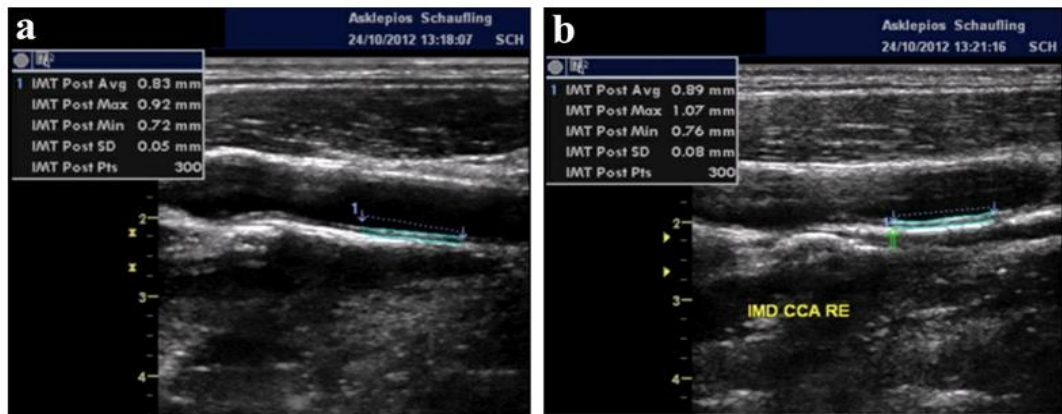 a
Asklepios Schaufling
24/10/2012 13:18:07 SCH
1 IMT Post Avg 0.83 mm
IMT Post Max 0.92 mm
IMT Post Min 0.72 mm
IMT Post SD 0.05 mm
IMT Post Pts 300
1
2
3
4
b
Asklepios Schaufling
24/10/2012 13:21:16 SCH
1 IMT Post Avg 0.89 mm
IMT Post Max 1.07 mm
IMT Post Min 0.76 mm
IMT Post SD 0.08 mm
IMT Post Pts 300
1
2
3
IMD CCA RE
4